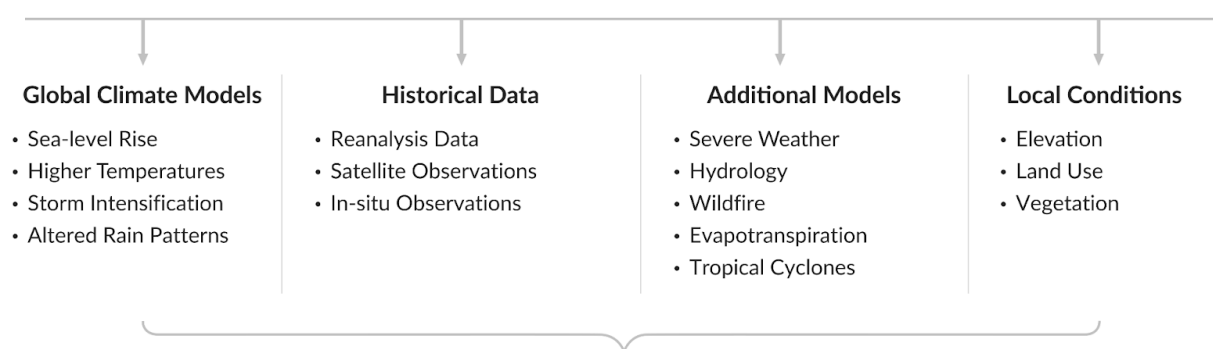 Global Climate Models
• Sea-level Rise
• Higher Temperatures
• Storm Intensification
• Altered Rain Patterns
Historical Data
• Reanalysis Data
• Satellite Observations
• In-situ Observations
Additional Models
• Severe Weather
• Hydrology
• Wildfire
• Evapotranspiration
• Tropical Cyclones
Local Conditions
• Elevation
• Land Use
• Vegetation